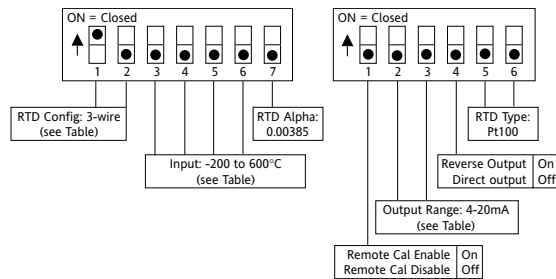 ON = Closed
1 2 3 4 5 6 7
RTD Config: 3-wire
(see Table)
RTD Alpha:
0.00385
Input: -200 to 600°C
(see Table)
ON = Closed
1 2 3 4 5 6
RTD Type:
Pt100
Reverse Output On
Direct output Off
Output Range: 4-20mA
(see Table)
Remote Cal Enable On
Remote Cal Disable Off